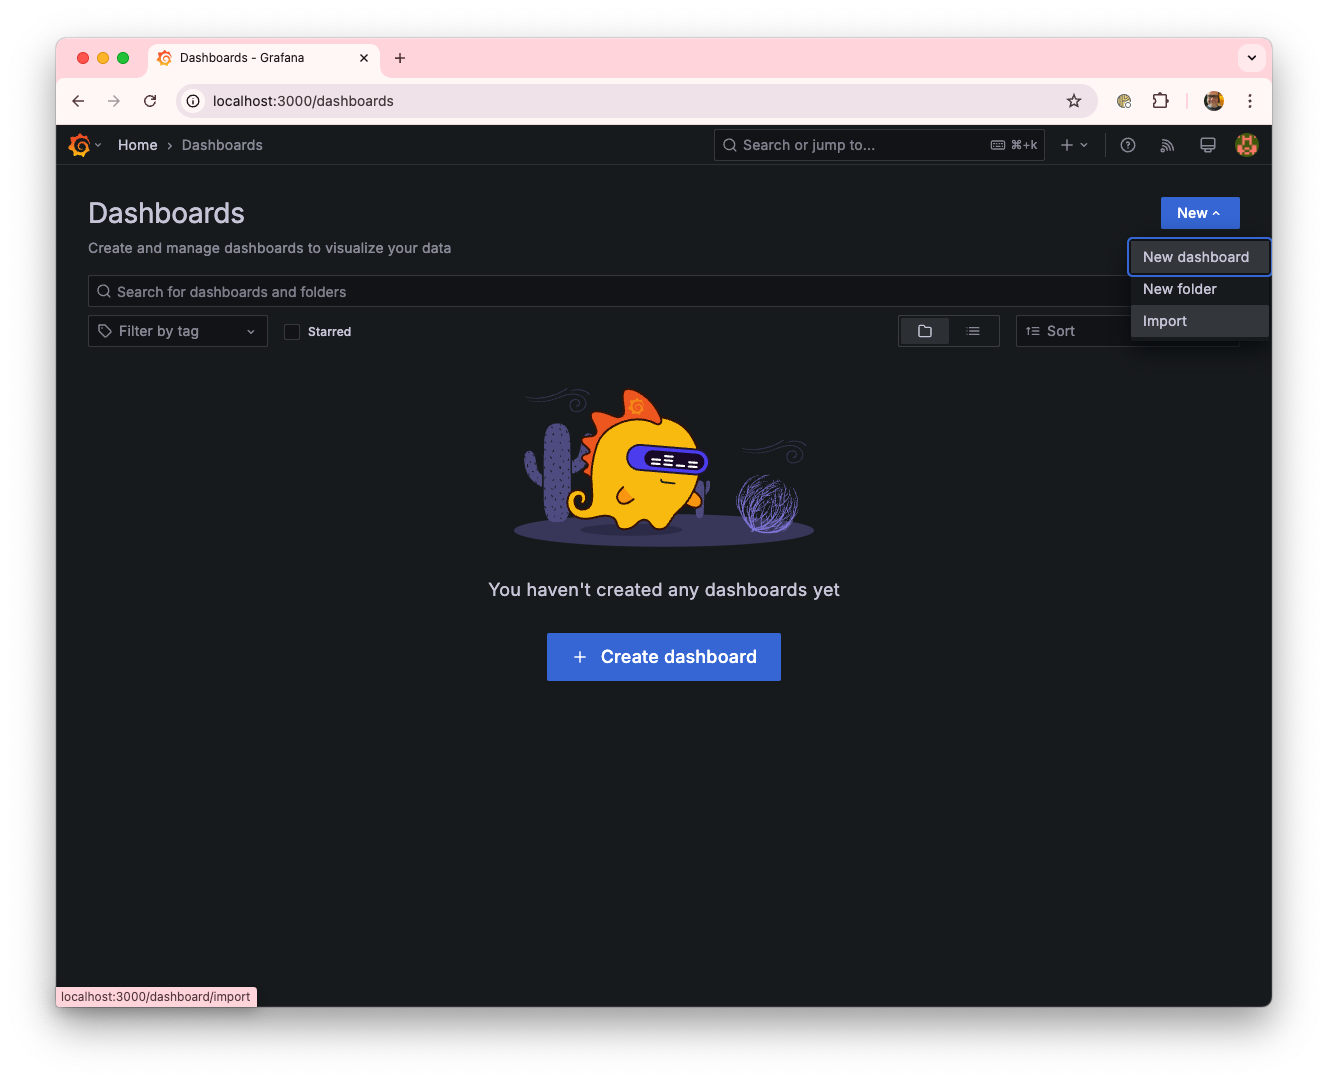 Dashboards - Grafana
localhost:3000/dashboards
Home › Dashboards
Search or jump to...
⌘+k
Dashboards
New
Create and manage dashboards to visualize your data
New dashboard
New folder
Import
Search for dashboards and folders
Filter by tag
Starred
Sort
You haven't created any dashboards yet
+ Create dashboard
localhost:3000/dashboard/import